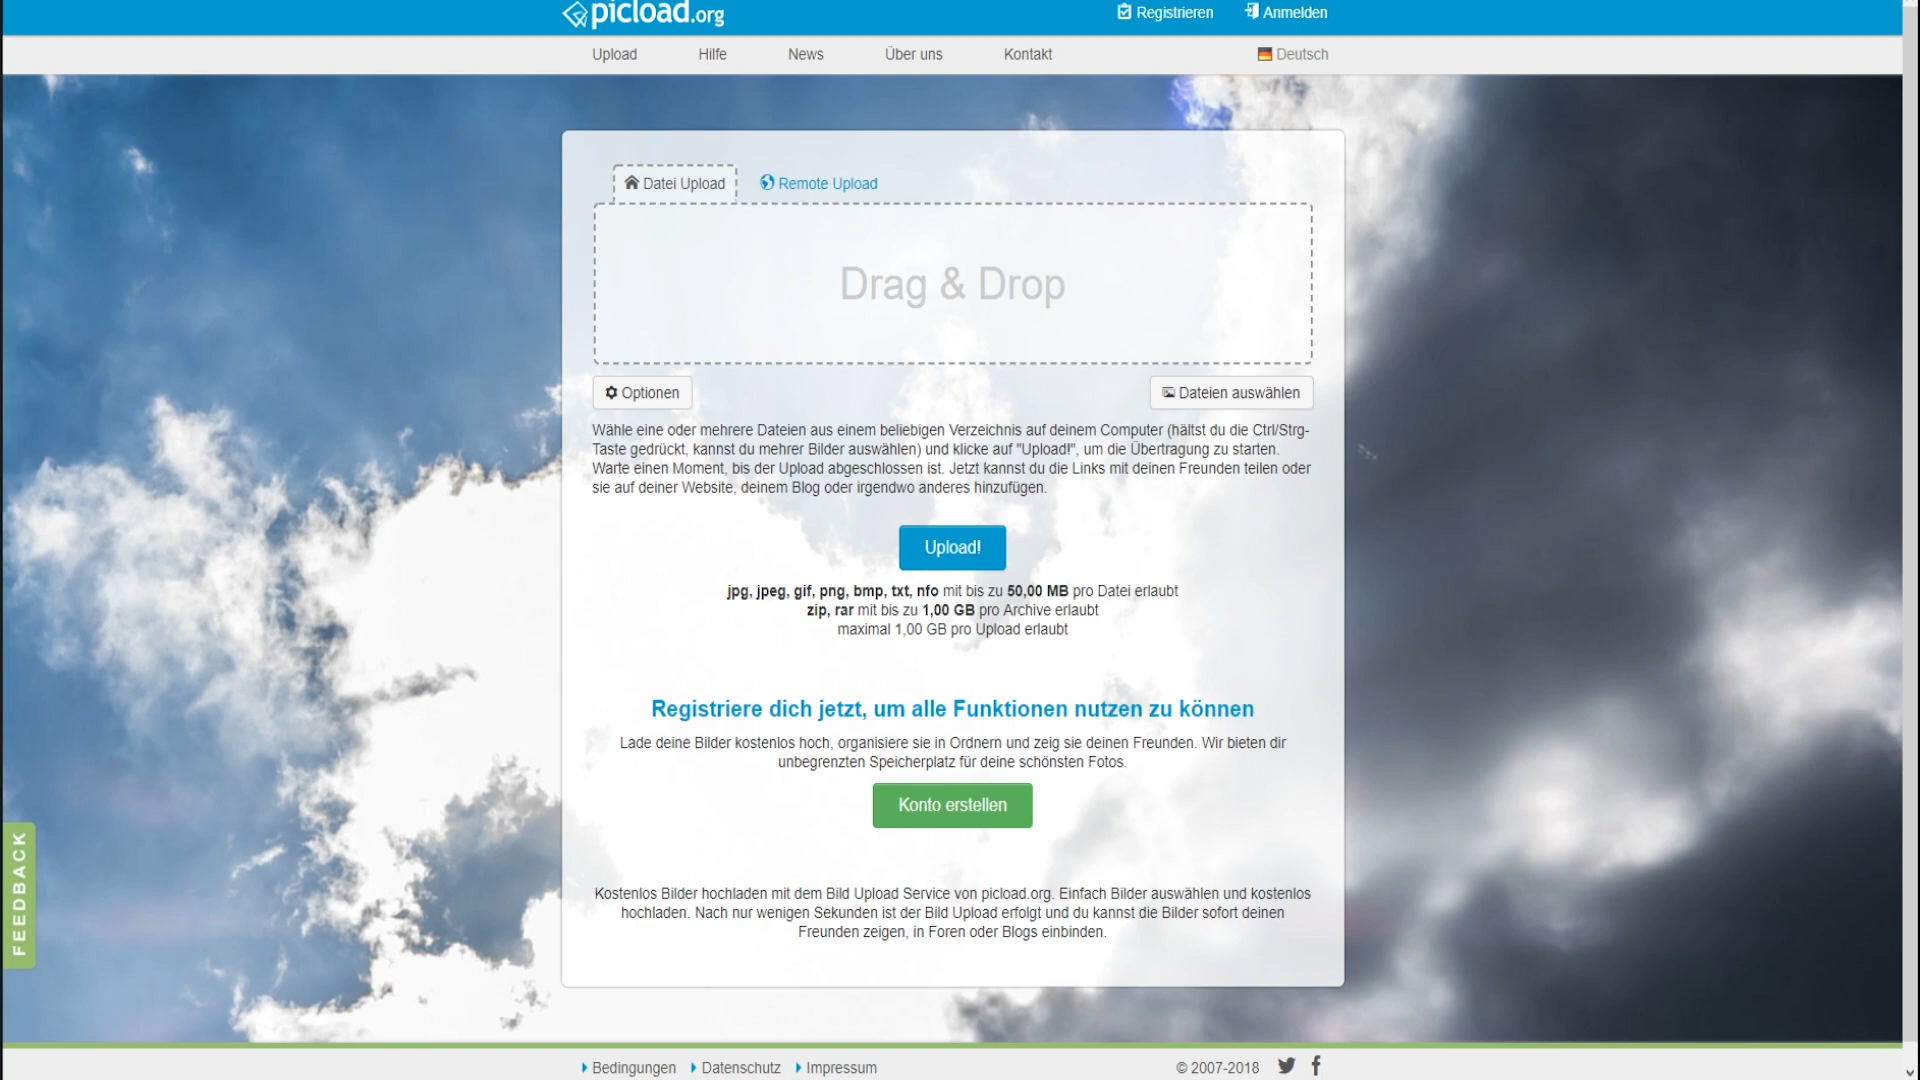 picload.org
Registrieren
Anmelden
Upload
Hilfe
News
Über uns
Kontakt
Deutsch
Datei Upload
Remote Upload
Drag & Drop
Optionen
Dateien auswählen
Wähle eine oder mehrere Dateien aus einem beliebigen Verzeichnis auf deinem Computer (hältst du die Ctrl/Strg-
Taste gedrückt, kannst du mehrer Bilder auswählen) und klicke auf "Upload!", um die Übertragung zu starten.
Warte einen Moment, bis der Upload abgeschlossen ist. Jetzt kannst du die Links mit deinen Freunden teilen oder
sie auf deiner Website, deinem Blog oder irgendwo anderes hinzufügen.
Upload!
jpg, jpeg, gif, png, bmp, txt, nfo mit bis zu 50,00 MB pro Datei erlaubt
zip, rar mit bis zu 1,00 GB pro Archive erlaubt
maximal 1,00 GB pro Upload erlaubt
Registriere dich jetzt, um alle Funktionen nutzen zu können
Lade deine Bilder kostenlos hoch, organisiere sie in Ordnern und zeig sie deinen Freunden. Wir bieten dir
unbegrenzten Speicherplatz für deine schönsten Fotos.
Konto erstellen
FEEDBACK
Kostenlos Bilder hochladen mit dem Bild Upload Service von picload.org. Einfach Bilder auswählen und kostenlos
hochladen. Nach nur wenigen Sekunden ist der Bild Upload erfolgt und du kannst die Bilder sofort deinen
Freunden zeigen, in Foren oder Blogs einbinden.
Bedingungen
Datenschutz
Impressum
© 2007-2018